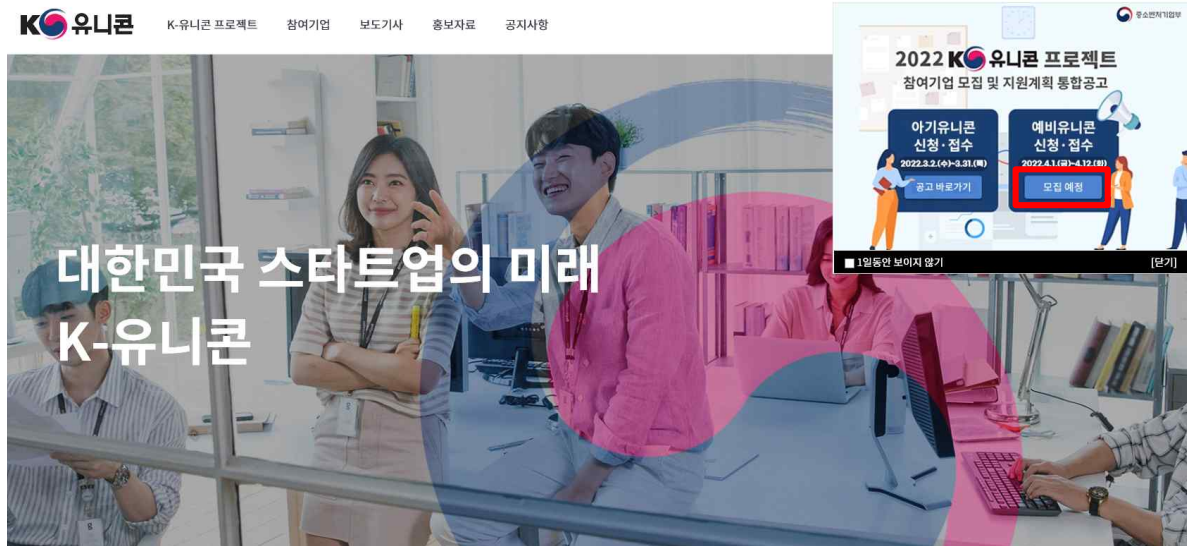 K 유니콘
K-유니콘 프로젝트 참여기업 보도기사 홍보자료 공지사항
대한민국 스타트업의 미래
K-유니콘
중소벤처기업부
2022 K 유니콘 프로젝트
참여기업 모집 및 지원계획 통합공고
아기유니콘
신청·접수
2022.3.2.(수)~3.31.(목)
공고 바로가기
예비유니콘
신청·접수
2022.4.1.(금)~4.12.(화)
모집 예정
1일동안 보이지 않기
[닫기]